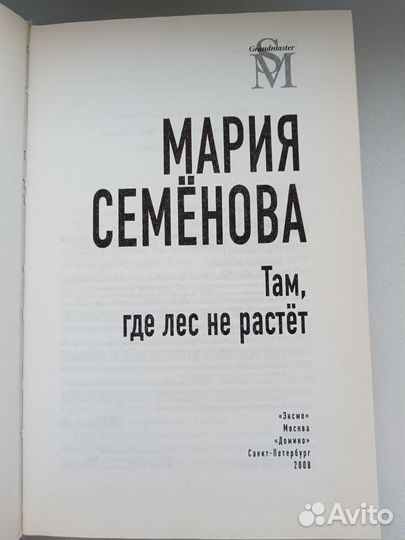 Grandmaster
SM
МАРИЯ
СЕМЁНОВА
Там,
где лес не растёт
«Эксмо»
Москва
«Домино»
Санкт-Петербург
2008
Avito